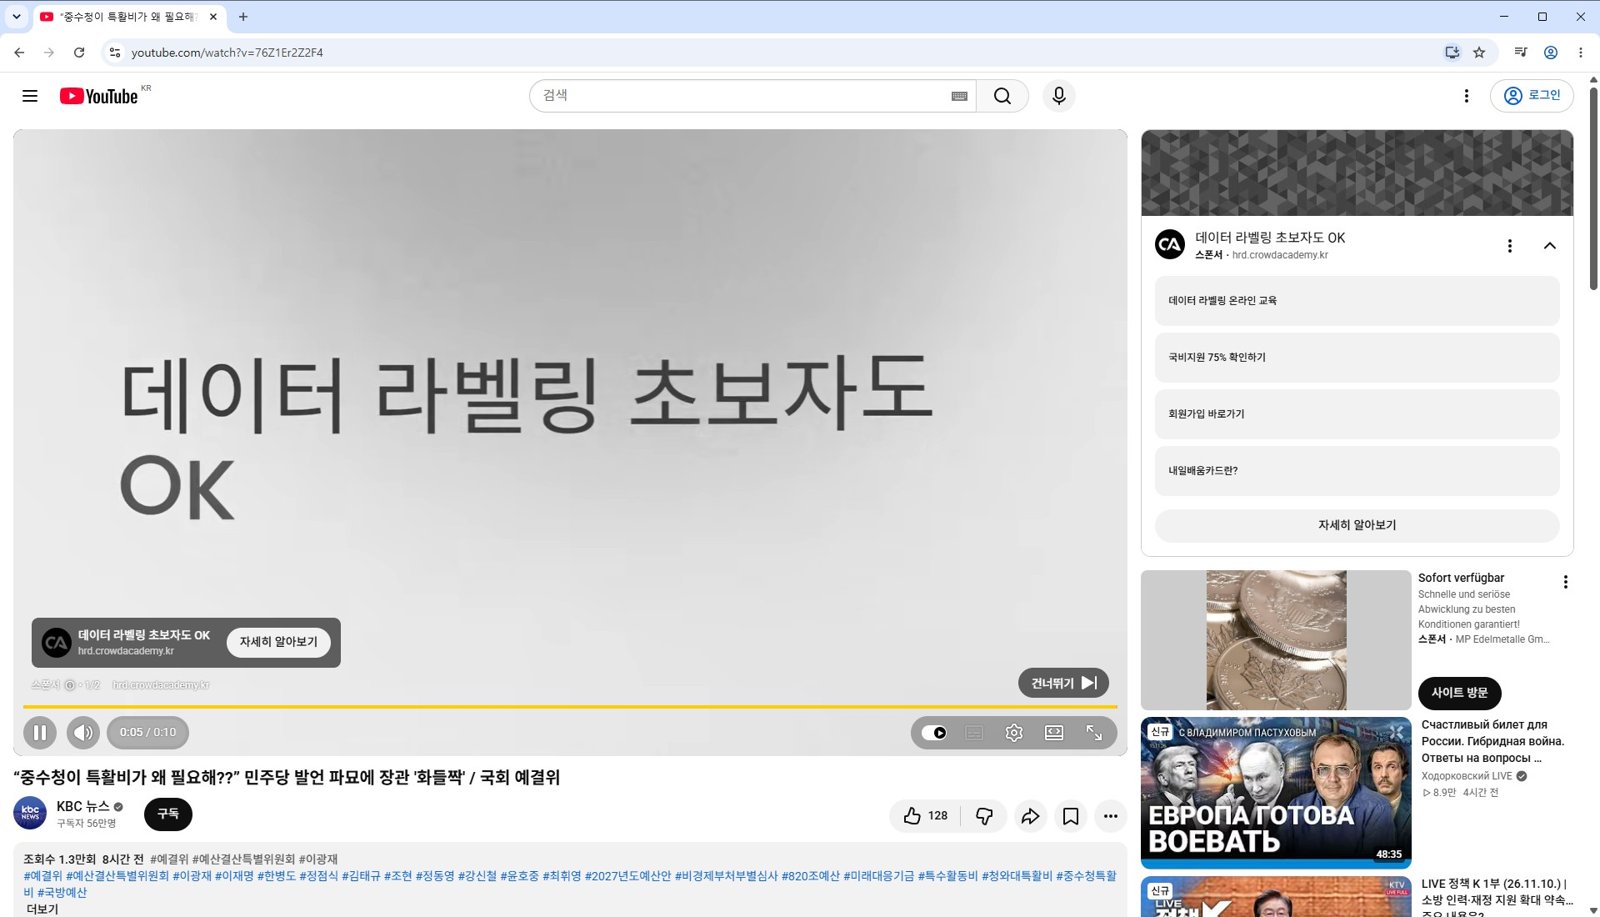 “중수청이 특활비가 왜 필요해?
youtube.com/watch?v=76Z1Er2Z2F4
YouTube KR
검색
로그인
데이터 라벨링 초보자도
OK
데이터 라벨링 초보자도 OK
hrd.crowdacademy.kr
자세히 알아보기
스폰서 · 1/2 hrd.crowdacademy.kr
건너뛰기
0:05 / 0:10
“중수청이 특활비가 왜 필요해??” 민주당 발언 파묘에 장관 '화들짝' / 국회 예결위
kbc NEWS
KBC 뉴스
구독자 56만명
구독
128
조회수 1.3만회 8시간 전 #예결위 #예산결산특별위원회 #이광재
#예결위 #예산결산특별위원회 #이광재 #이재명 #한병도 #정점식 #김태규 #조현 #정동영 #강신철 #윤호중 #최휘영 #2027년도예산안 #비경제부처부별심사 #820조예산 #미래대응기금 #특수활동비 #청와대특활비 #중수청특활
비 #국방예산
더보기
CA
데이터 라벨링 초보자도 OK
스폰서 · hrd.crowdacademy.kr
데이터 라벨링 온라인 교육
국비지원 75% 확인하기
회원가입 바로가기
내일배움카드란?
자세히 알아보기
Sofort verfügbar
Schnelle und seriöse
Abwicklung zu besten
Konditionen garantiert!
스폰서 · MP Edelmetalle Gm...
사이트 방문
신규
С ВЛАДИМИРОМ ПАСТУХОВЫМ
ЕВРОПА ГОТОВА
ВОЕВАТЬ
48:35
Счастливый билет для
России. Гибридная война.
Ответы на вопросы ...
Ходорковский LIVE
8.9만 4시간 전
신규
LIVE
정책K
KTV
LIVE 정책 K 1부 (26.11.10.) |
소방 인력·재정 지원 확대 약속...